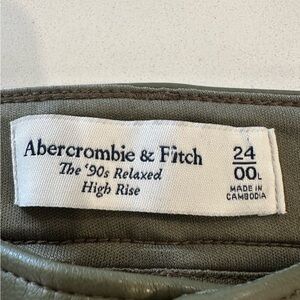 Abercrombie & Fitch
The '90s Relaxed
High Rise
24
00L
MADE IN
CAMBODIA